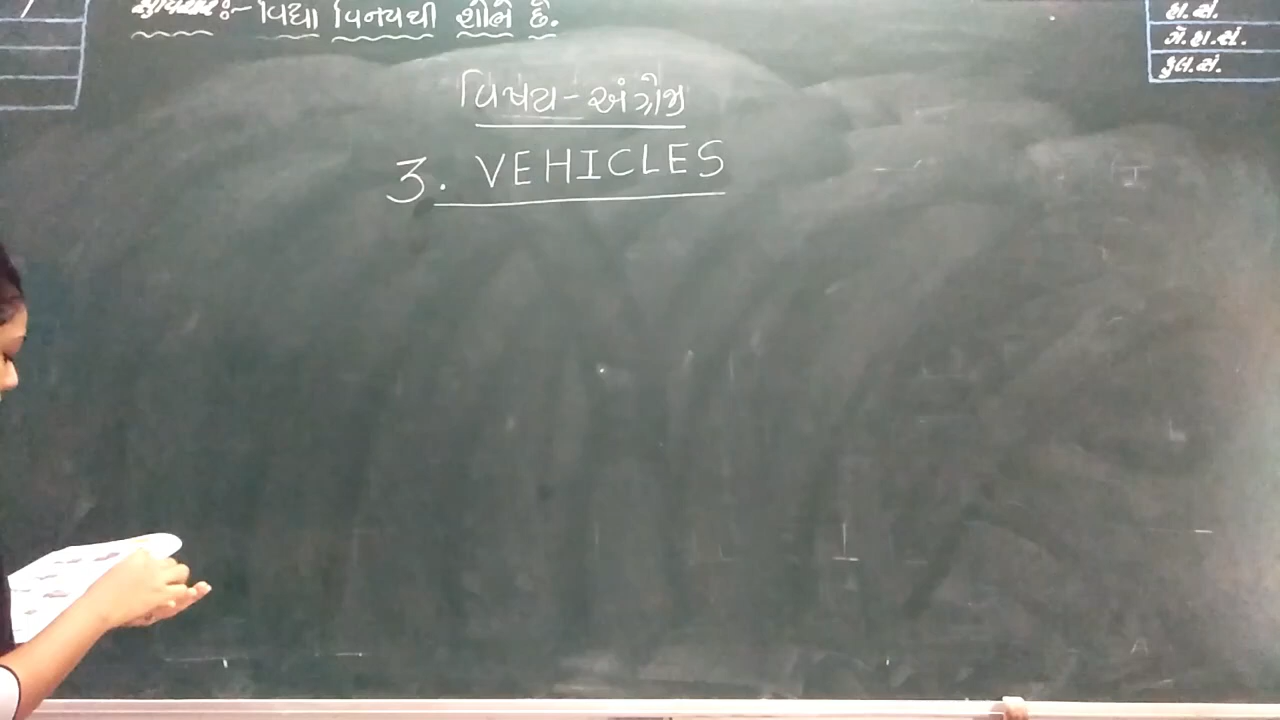 સુવિચાર :- વિદ્યા વિનયથી શોભે છે.
હા.સં.
ગે.હા.સં.
કુલ.સં.
વિષય - અંગ્રેજી
3. VEHICLES